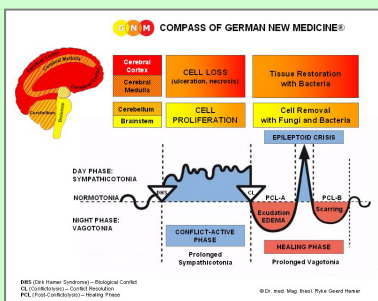 GNM COMPASS OF GERMAN NEW MEDICINE®
Cerebral Cortex
Cerebral Medulla
Cerebellum
Brainstem
Cerebral
Cortex
Cerebral
Medulla
CELL LOSS
(ulceration, necrosis)
Tissue Restoration
with Bacteria
Cerebellum
Brainstem
CELL
PROLIFERATION
Cell Removal
with Fungi and Bacteria
EPILEPTOID CRISIS
DAY PHASE:
SYMPATHICOTONIA
NORMOTONIA
DHS
CL
PCL-A
PCL-B
NIGHT PHASE:
VAGOTONIA
Exudation
EDEMA
Scarring
CONFLICT-ACTIVE
PHASE
HEALING PHASE
Prolonged
Sympathicotonia
Prolonged Vagotonia
DHS (Dirk Hamer Syndrome) – Biological Conflict
CL (Conflictolysis) – Conflict Resolution
PCL (Post-Conflictolysis) – Healing Phase
© Dr. med. Mag. theol. Ryke Geerd Hamer